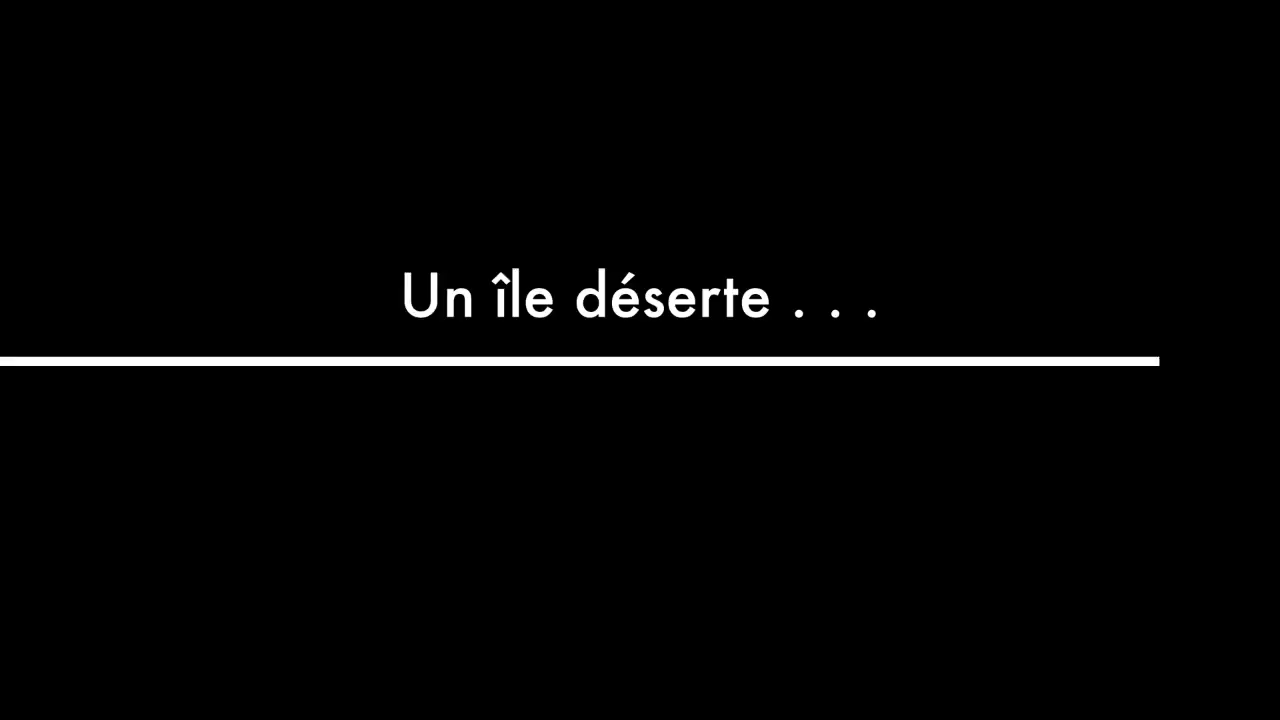 Un île déserte . . .